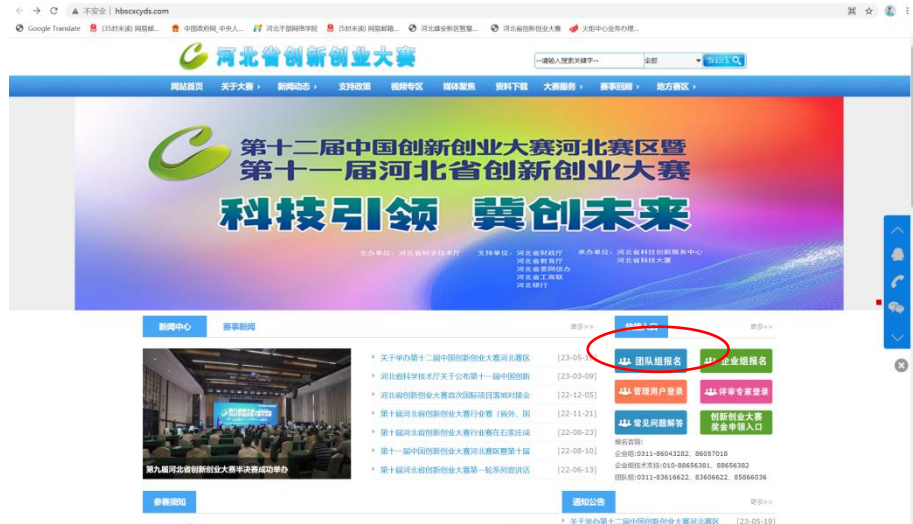 不安全 | hbscxcyds.com
Google Translate
(35封未读) 网易邮...
中国政府网_中央人...
河北干部网络学院
(5封未读) 网易邮箱...
河北雄安新区智慧...
河北省创新创业大赛
火炬中心业务办理...
河北省创新创业大赛
--请输入搜索关键字--
全部
网站首页 关于大赛 新闻动态 支持政策 视频专区 媒体聚焦 资料下载 大赛服务 赛事回顾 地方赛区
第十二届中国创新创业大赛河北赛区暨
第十一届河北省创新创业大赛
科技引领 冀创未来
主办单位：河北省科学技术厅
支持单位：河北省财政厅
河北省教育厅
河北省委网信办
河北省工商联
河北银行
承办单位：河北省科技创新服务中心
河北省科技大厦
新闻中心 赛事新闻 更多>>
关于举办第十二届中国创新创业大赛河北赛区
河北省科学技术厅关于公布第十一届中国创新 [23-03-09]
河北省创新创业大赛首次国际项目落地对接会 [22-12-05]
第十届河北省创新创业大赛行业赛（省外、国 [22-11-21]
第十届河北省创新创业大赛行业赛在石家庄成 [22-08-23]
第十一届中国创新创业大赛河北赛区暨第十届 [22-08-10]
第十届河北省创新创业大赛第一轮系列宣讲活 [22-06-13]
第九届河北省创新创业大赛半决赛成功举办
更多>>
团队组报名
企业组报名
管理用户登录
评审专家登录
常见问题解答
创新创业大赛
奖金申领入口
报名咨询:
企业组:0311-86043282、86057018
企业组技术支持:010-88656381、88656382
团队组:0311-83616622、83606622、85866036
参赛须知
通知公告
更多>>
关于举办第十二届中国创新创业大赛河北赛区 [23-05-19]